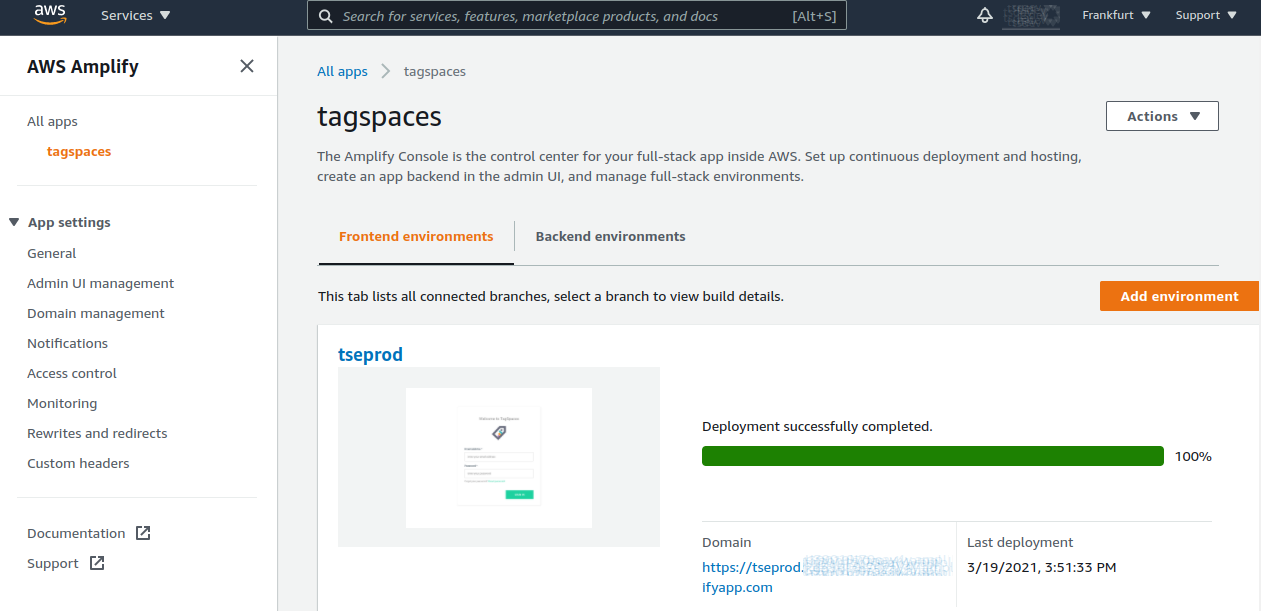 aws
Services
Search for services, features, marketplace products, and docs
[Alt+S]
Frankfurt
Support
AWS Amplify
All apps
tagspaces
App settings
General
Admin UI management
Domain management
Notifications
Access control
Monitoring
Rewrites and redirects
Custom headers
Documentation
Support
All apps
tagspaces
tagspaces
Actions
The Amplify Console is the control center for your full-stack app inside AWS. Set up continuous deployment and hosting,
create an app backend in the admin UI, and manage full-stack environments.
Frontend environments
Backend environments
This tab lists all connected branches, select a branch to view build details.
Add environment
tseprod
Welcome to TagSpaces
Deployment successfully completed.
100%
Domain
https://tseprod.
ifyapp.com
Last deployment
3/19/2021, 3:51:33 PM